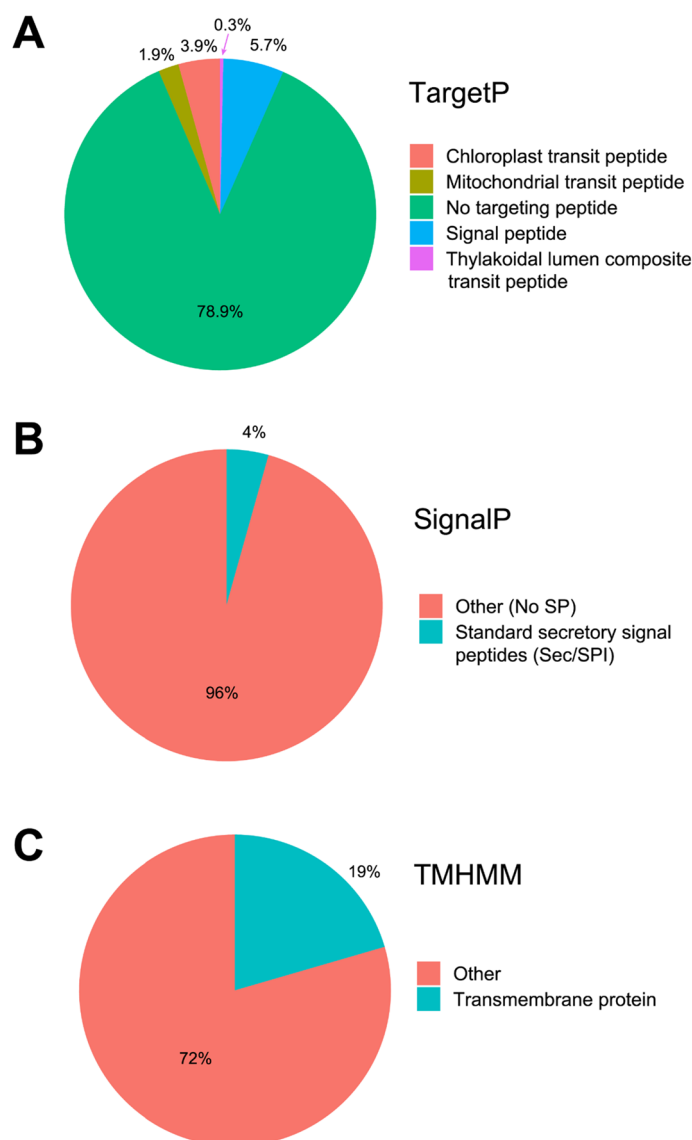 A
0.3%
1.9%
3.9%
5.7%
TargetP
Chloroplast transit peptide
Mitochondrial transit peptide
No targeting peptide
Signal peptide
Thylakoidal lumen composite
transit peptide
78.9%
B
4%
SignalP
Other (No SP)
Standard secretory signal
peptides (Sec/SPI)
96%
C
19%
TMHMM
Other
Transmembrane protein
72%